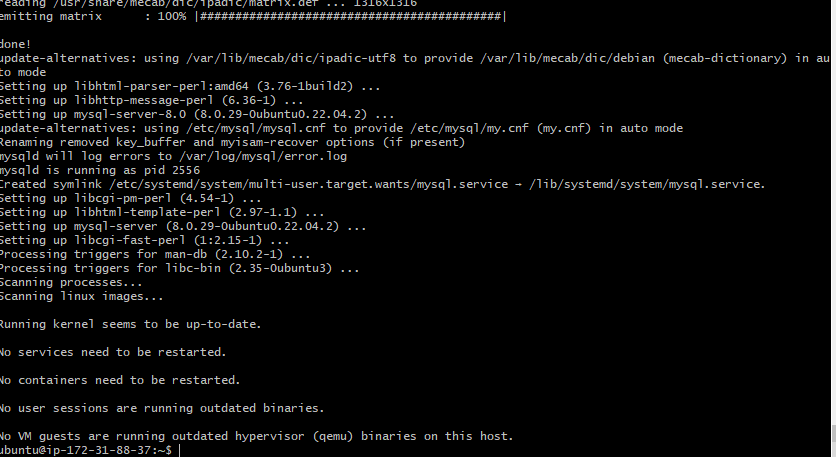 reading /usr/share/mecab/dic/ipadic/matrix.def ... 1316x1316
emitting matrix      : 100% |###########################################|
done!
update-alternatives: using /var/lib/mecab/dic/ipadic-utf8 to provide /var/lib/mecab/dic/debian (mecab-dictionary) in au
to mode
Setting up libhtml-parser-perl:amd64 (3.76-1build2) ...
Setting up libhttp-message-perl (6.36-1) ...
Setting up mysql-server-8.0 (8.0.29-0ubuntu0.22.04.2) ...
update-alternatives: using /etc/mysql/mysql.cnf to provide /etc/mysql/my.cnf (my.cnf) in auto mode
Renaming removed key_buffer and myisam-recover options (if present)
mysqld will log errors to /var/log/mysql/error.log
mysqld is running as pid 2556
Created symlink /etc/systemd/system/multi-user.target.wants/mysql.service → /lib/systemd/system/mysql.service.
Setting up libcgi-pm-perl (4.54-1) ...
Setting up libhtml-template-perl (2.97-1.1) ...
Setting up mysql-server (8.0.29-0ubuntu0.22.04.2) ...
Setting up libcgi-fast-perl (1:2.15-1) ...
Processing triggers for man-db (2.10.2-1) ...
Processing triggers for libc-bin (2.35-0ubuntu3) ...
Scanning processes...
Scanning linux images...
Running kernel seems to be up-to-date.
No services need to be restarted.
No containers need to be restarted.
No user sessions are running outdated binaries.
No VM guests are running outdated hypervisor (qemu) binaries on this host.
ubuntu@ip-172-31-88-37:~$